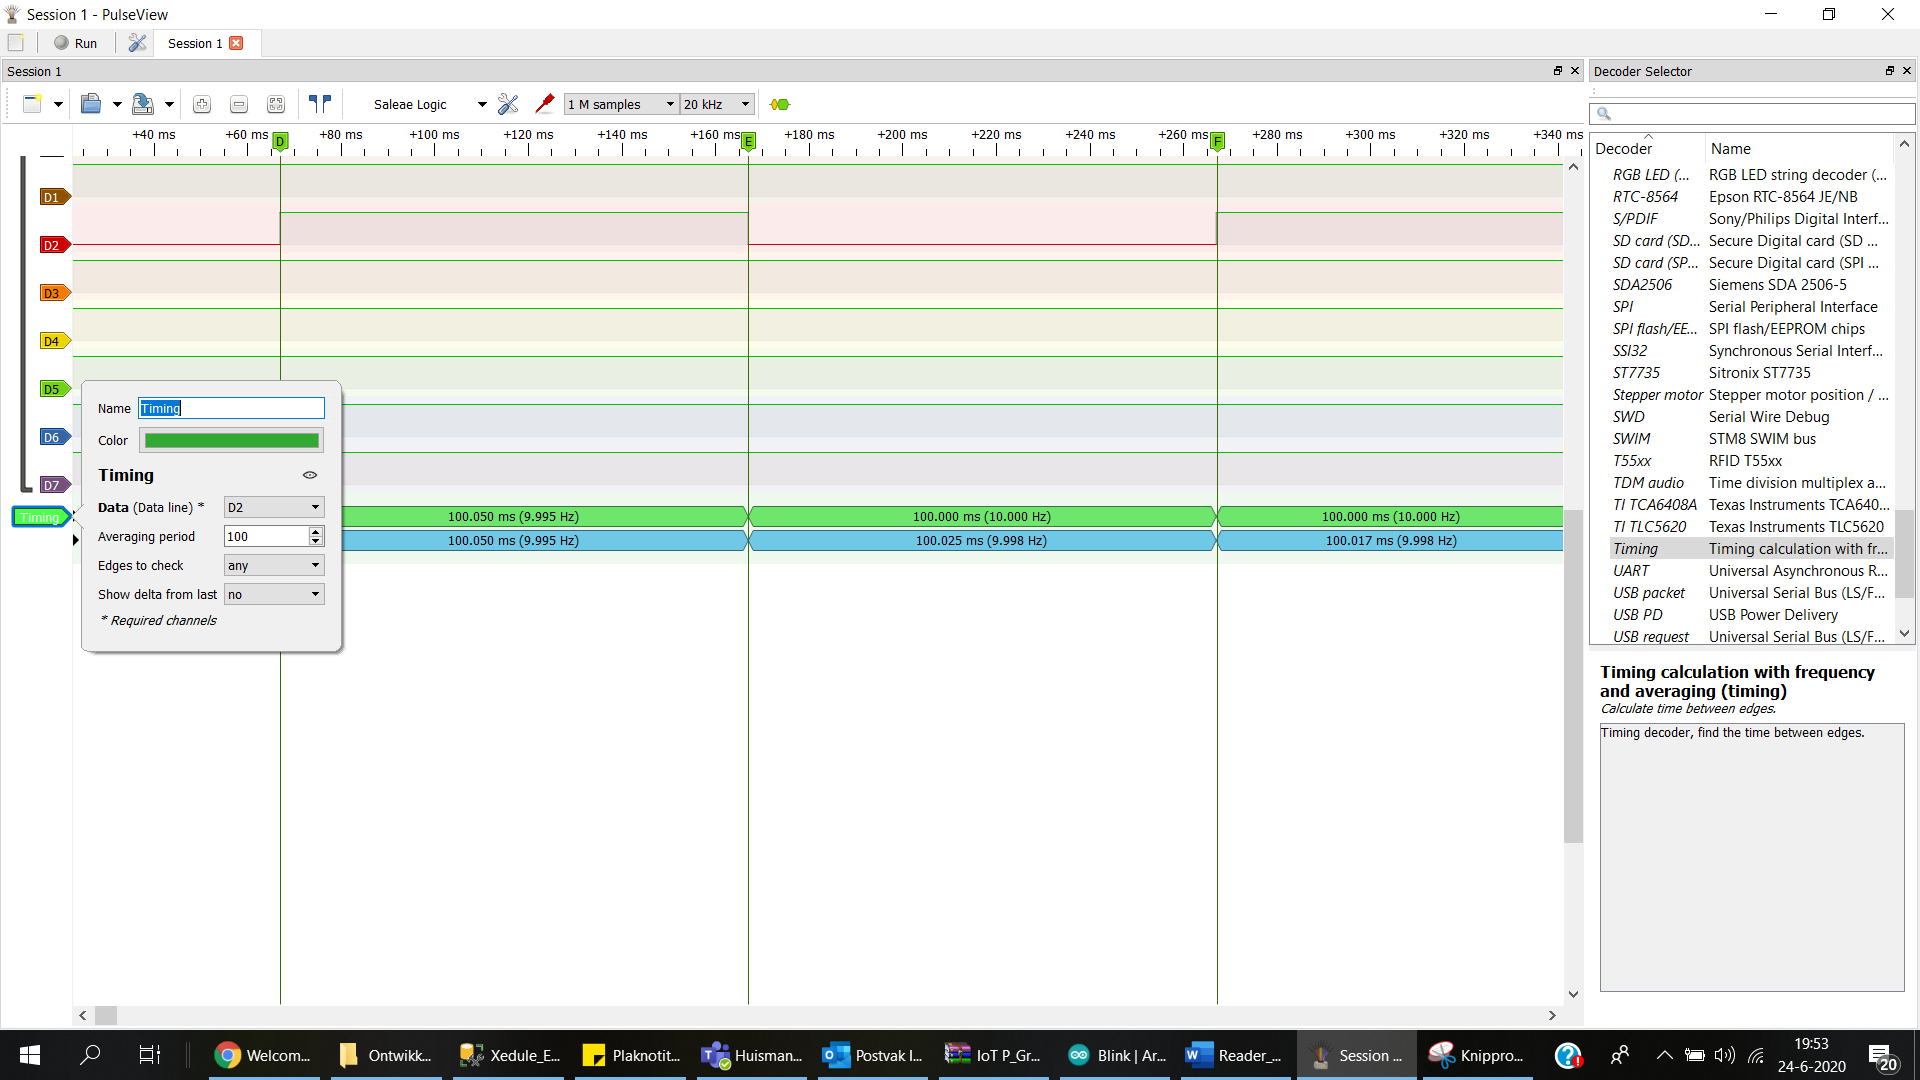 Session 1 - PulseView
Run
Session 1
Session 1
Decoder Selector
Saleae Logic
1 M samples
20 kHz
+40 ms +60 ms +80 ms +100 ms +120 ms +140 ms +160 ms +180 ms +200 ms +220 ms +240 ms +260 ms +280 ms +300 ms +320 ms +340 ms
D E F
D1
D2
D3
D4
D5
D6
D7
Timing
Name Timing
Color
Timing
Data (Data line) * D2
Averaging period 100
Edges to check any
Show delta from last no
* Required channels
100.050 ms (9.995 Hz) 100.000 ms (10.000 Hz) 100.000 ms (10.000 Hz)
100.050 ms (9.995 Hz) 100.025 ms (9.998 Hz) 100.017 ms (9.998 Hz)
Decoder Name
RGB LED (... RGB LED string decoder (...
RTC-8564 Epson RTC-8564 JE/NB
S/PDIF Sony/Philips Digital Interf...
SD card (SD... Secure Digital card (SD ...
SD card (SP... Secure Digital card (SPI ...
SDA2506 Siemens SDA 2506-5
SPI Serial Peripheral Interface
SPI flash/EE... SPI flash/EEPROM chips
SSI32 Synchronous Serial Interf...
ST7735 Sitronix ST7735
Stepper motor Stepper motor position / ...
SWD Serial Wire Debug
SWIM STM8 SWIM bus
T55xx RFID T55xx
TDM audio Time division multiplex a...
TI TCA6408A Texas Instruments TCA640...
TI TLC5620 Texas Instruments TLC5620
Timing Timing calculation with fr...
UART Universal Asynchronous R...
USB packet Universal Serial Bus (LS/F...
USB PD USB Power Delivery
USB request Universal Serial Bus (LS/F...
Timing calculation with frequency
and averaging (timing)
Calculate time between edges.
Timing decoder, find the time between edges.
Welcom...
Ontwikk...
Xedule_E...
Plaknotit...
Huisman...
Postvak I...
IoT P_Gr...
Blink | Ar...
Reader_...
Session ...
Knippro...
19:53
24-6-2020
20